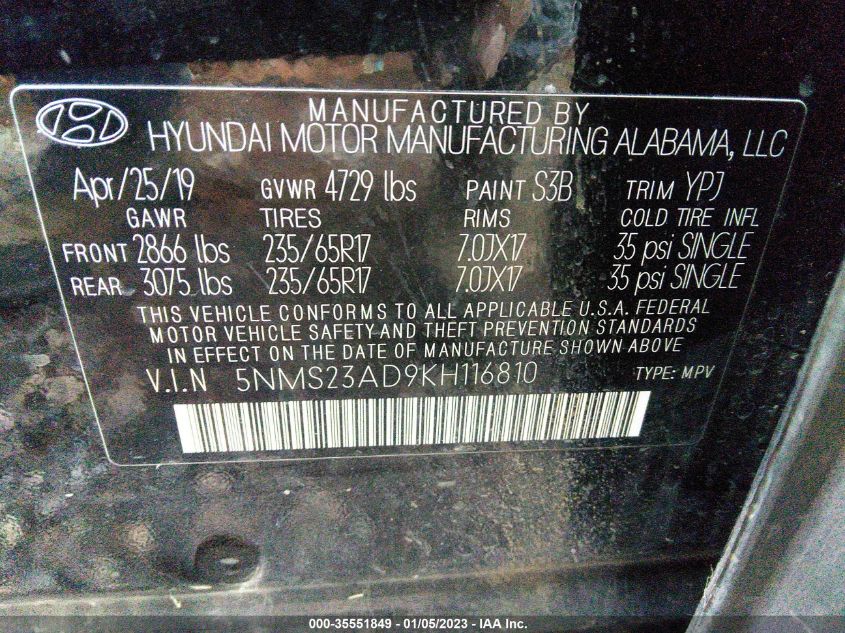 MANUFACTURED BY
HYUNDAI MOTOR MANUFACTURING ALABAMA, LLC
Apr/25/19 GVWR 4729 lbs PAINT S3B TRIM YPJ
GAWR TIRES RIMS COLD TIRE INFL
FRONT 2866 lbs 235/65R17 7.0JX17 35 psi SINGLE
REAR 3075 lbs 235/65R17 7.0JX17 35 psi SINGLE
THIS VEHICLE CONFORMS TO ALL APPLICABLE U.S.A. FEDERAL
MOTOR VEHICLE SAFETY AND THEFT PREVENTION STANDARDS
IN EFFECT ON THE DATE OF MANUFACTURE SHOWN ABOVE
V.I.N 5NMS23AD9KH116810 TYPE: MPV
000-35551849 - 01/05/2023 - IAA Inc.